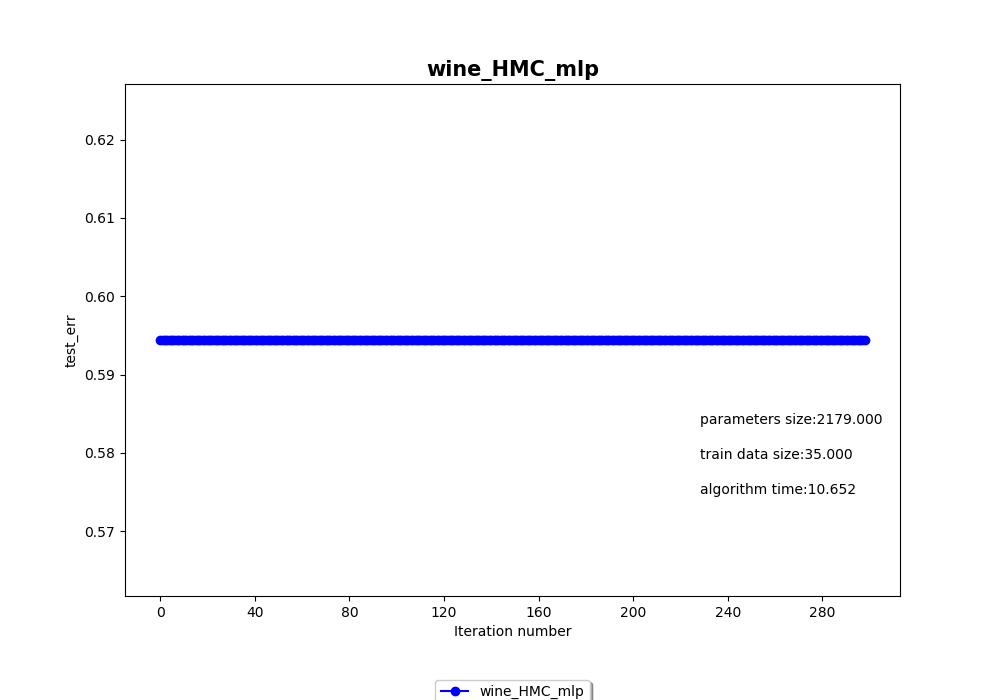 wine_HMC_mlp
0.62
0.61
0.60
0.59
0.58
0.57
test_err
parameters size:2179.000
train data size:35.000
algorithm time:10.652
0 40 80 120 160 200 240 280
Iteration number
wine_HMC_mlp